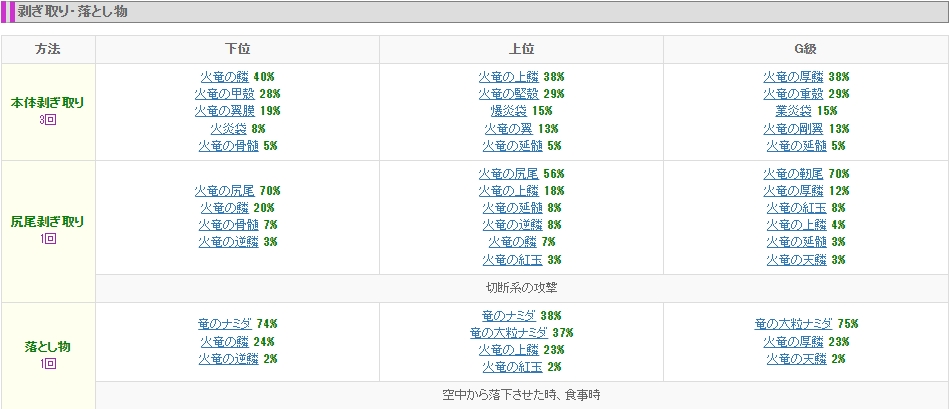 剥ぎ取り・落とし物
方法 下位 上位 G級
本体剥ぎ取り
3回
火竜の鱗 40%
火竜の甲殻 28%
火竜の翼膜 19%
火炎袋 8%
火竜の骨髄 5%
火竜の上鱗 38%
火竜の堅殻 29%
爆炎袋 15%
火竜の翼 13%
火竜の延髄 5%
火竜の厚鱗 38%
火竜の重殻 29%
業炎袋 15%
火竜の剛翼 13%
火竜の延髄 5%
尻尾剥ぎ取り
1回
火竜の尻尾 70%
火竜の鱗 20%
火竜の骨髄 7%
火竜の逆鱗 3%
火竜の尻尾 56%
火竜の上鱗 18%
火竜の延髄 8%
火竜の逆鱗 8%
火竜の鱗 7%
火竜の紅玉 3%
火竜の靭尾 70%
火竜の厚鱗 12%
火竜の紅玉 8%
火竜の上鱗 4%
火竜の延髄 3%
火竜の天鱗 3%
切断系の攻撃
落とし物
1回
竜のナミダ 74%
火竜の鱗 24%
火竜の逆鱗 2%
竜のナミダ 38%
竜の大粒ナミダ 37%
火竜の上鱗 23%
火竜の紅玉 2%
竜の大粒ナミダ 75%
火竜の厚鱗 23%
火竜の天鱗 2%
空中から落下させた時、食事時